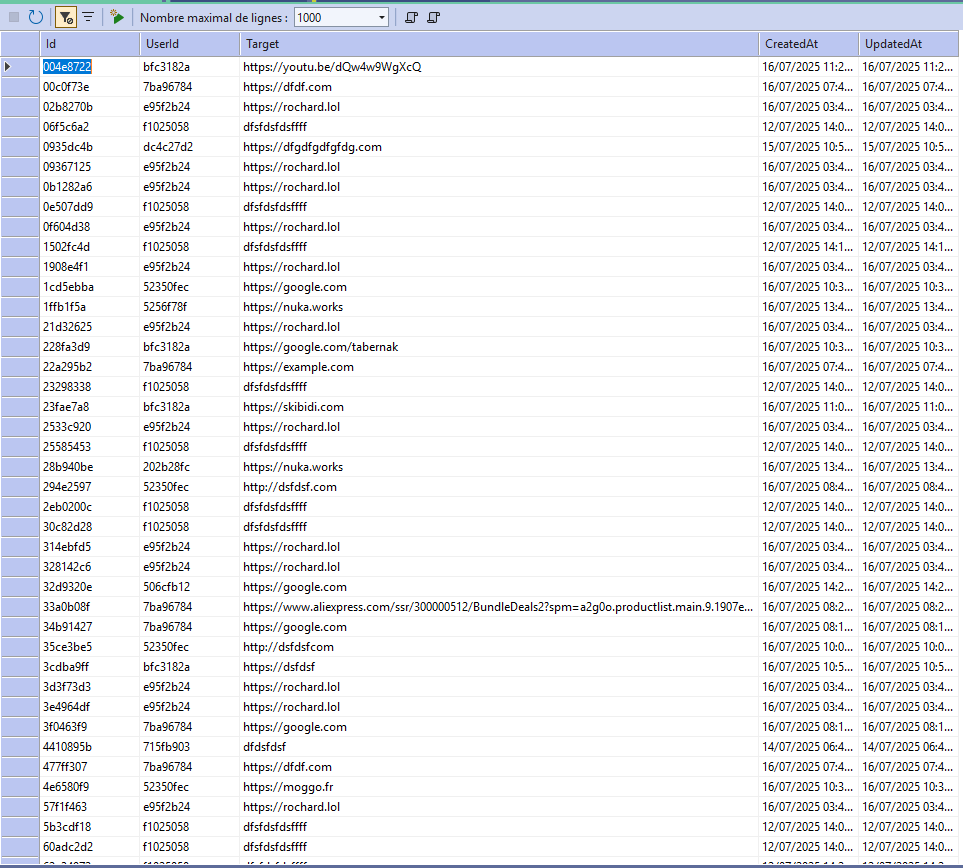 Nombre maximal de lignes : 1000
Id UserId Target CreatedAt UpdatedAt
004e8722 bfc3182a https://youtu.be/dQw4w9WgXcQ 16/07/2025 11:2... 16/07/2025 11:2...
00c0f73e 7ba96784 https://dfdf.com 16/07/2025 07:4... 16/07/2025 07:4...
02b8270b e95f2b24 https://rochard.lol 16/07/2025 03:4... 16/07/2025 03:4...
06f5c6a2 f1025058 dfsfdsfdsffff 12/07/2025 14:0... 12/07/2025 14:0...
0935dc4b dc4c27d2 https://dfgdfgdfgfdg.com 15/07/2025 10:5... 15/07/2025 10:5...
09367125 e95f2b24 https://rochard.lol 16/07/2025 03:4... 16/07/2025 03:4...
0b1282a6 e95f2b24 https://rochard.lol 16/07/2025 03:4... 16/07/2025 03:4...
0e507dd9 f1025058 dfsfdsfdsffff 12/07/2025 14:0... 12/07/2025 14:0...
0f604d38 e95f2b24 https://rochard.lol 16/07/2025 03:4... 16/07/2025 03:4...
1502fc4d f1025058 dfsfdsfdsffff 12/07/2025 14:1... 12/07/2025 14:1...
1908e4f1 e95f2b24 https://rochard.lol 16/07/2025 03:4... 16/07/2025 03:4...
1cd5ebba 52350fec https://google.com 16/07/2025 10:3... 16/07/2025 10:3...
1ffb1f5a 5256f78f https://nuka.works 16/07/2025 13:4... 16/07/2025 13:4...
21d32625 e95f2b24 https://rochard.lol 16/07/2025 03:4... 16/07/2025 03:4...
228fa3d9 bfc3182a https://google.com/tabernak 16/07/2025 10:3... 16/07/2025 10:3...
22a295b2 7ba96784 https://example.com 16/07/2025 07:4... 16/07/2025 07:4...
23298338 f1025058 dfsfdsfdsffff 12/07/2025 14:0... 12/07/2025 14:0...
23fae7a8 bfc3182a https://skibidi.com 16/07/2025 11:0... 16/07/2025 11:0...
2533c920 e95f2b24 https://rochard.lol 16/07/2025 03:4... 16/07/2025 03:4...
25585453 f1025058 dfsfdsfdsffff 12/07/2025 14:0... 12/07/2025 14:0...
28b940be 202b28fc https://nuka.works 16/07/2025 13:4... 16/07/2025 13:4...
294e2597 52350fec http://dsfdsf.com 16/07/2025 08:4... 16/07/2025 08:4...
2eb0200c f1025058 dfsfdsfdsffff 12/07/2025 14:0... 12/07/2025 14:0...
30c82d28 f1025058 dfsfdsfdsffff 12/07/2025 14:0... 12/07/2025 14:0...
314ebfd5 e95f2b24 https://rochard.lol 16/07/2025 03:4... 16/07/2025 03:4...
328142c6 e95f2b24 https://rochard.lol 16/07/2025 03:4... 16/07/2025 03:4...
32d9320e 506cfb12 https://google.com 16/07/2025 14:2... 16/07/2025 14:2...
33a0b08f 7ba96784 https://www.aliexpress.com/ssr/300000512/BundleDeals2?spm=a2g0o.productlist.main.9.1907e... 16/07/2025 08:2... 16/07/2025 08:2...
34b91427 7ba96784 https://google.com 16/07/2025 08:1... 16/07/2025 08:1...
35ce3be5 52350fec http://dsfdsfcom 16/07/2025 10:0... 16/07/2025 10:0...
3cdba9ff bfc3182a https://dsfdsf 16/07/2025 10:5... 16/07/2025 10:5...
3d3f73d3 e95f2b24 https://rochard.lol 16/07/2025 03:4... 16/07/2025 03:4...
3e4964df e95f2b24 https://rochard.lol 16/07/2025 03:4... 16/07/2025 03:4...
3f0463f9 7ba96784 https://google.com 16/07/2025 08:1... 16/07/2025 08:1...
4410895b 715fb903 dfdsfdsf 14/07/2025 06:4... 14/07/2025 06:4...
477ff307 7ba96784 https://dfdf.com 16/07/2025 07:4... 16/07/2025 07:4...
4e6580f9 52350fec https://moggo.fr 16/07/2025 10:3... 16/07/2025 10:3...
57f1f463 e95f2b24 https://rochard.lol 16/07/2025 03:4... 16/07/2025 03:4...
5b3cdf18 f1025058 dfsfdsfdsffff 12/07/2025 14:0... 12/07/2025 14:0...
60adc2d2 f1025058 dfsfdsfdsffff 12/07/2025 14:0... 12/07/2025 14:0...